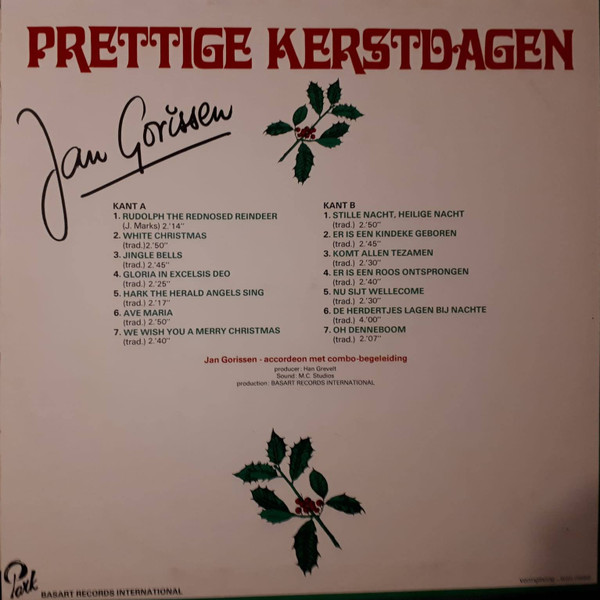 PRETTIGE KERSTDAGEN
Jan Gorissen
KANT A
1. RUDOLPH THE REDNOSED REINDEER
(J. Marks) 2.'14"
2. WHITE CHRISTMAS
(trad.) 2.'50"
3. JINGLE BELLS
(trad.) 2.'45"
4. GLORIA IN EXCELSIS DEO
(trad.) 2.'25"
5. HARK THE HERALD ANGELS SING
(trad.) 2.'17"
6. AVE MARIA
(trad.) 2.'50"
7. WE WISH YOU A MERRY CHRISTMAS
(trad.) 2.'40"
KANT B
1. STILLE NACHT, HEILIGE NACHT
(trad.) 2.'50"
2. ER IS EEN KINDEKE GEBOREN
(trad.) 2.'45"
3. KOMT ALLEN TEZAMEN
(trad.) 2.'30"
4. ER IS EEN ROOS ONTSPRONGEN
(trad.) 2.'40"
5. NU SIJT WELLECOME
(trad.) 2.'30"
6. DE HERDERTJES LAGEN BIJ NACHTE
(trad.) 4.'00"
7. OH DENNEBOOM
(trad.) 2.'07"
Jan Gorissen - accordeon met combo-begeleiding
producer: Han Grevelt
Sound: M.C. Studios
production: BASART RECORDS INTERNATIONAL
Park
BASART RECORDS INTERNATIONAL